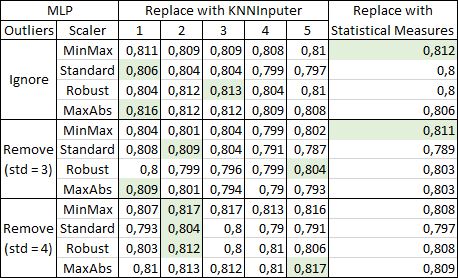 MLP Replace with KNNInputer Replace with
Outliers Scaler 1 2 3 4 5 Statistical Measures
Ignore MinMax 0,811 0,809 0,809 0,808 0,81 0,812
Standard 0,806 0,804 0,804 0,799 0,797 0,8
Robust 0,804 0,812 0,813 0,804 0,81 0,8
MaxAbs 0,816 0,812 0,812 0,809 0,808 0,806
Remove (std = 3) MinMax 0,804 0,801 0,804 0,799 0,802 0,811
Standard 0,808 0,809 0,804 0,791 0,787 0,789
Robust 0,8 0,799 0,796 0,799 0,804 0,803
MaxAbs 0,809 0,801 0,794 0,79 0,793 0,803
Remove (std = 4) MinMax 0,807 0,817 0,817 0,813 0,816 0,808
Standard 0,793 0,804 0,8 0,79 0,791 0,797
Robust 0,803 0,812 0,8 0,81 0,806 0,808
MaxAbs 0,81 0,813 0,812 0,81 0,817 0,809